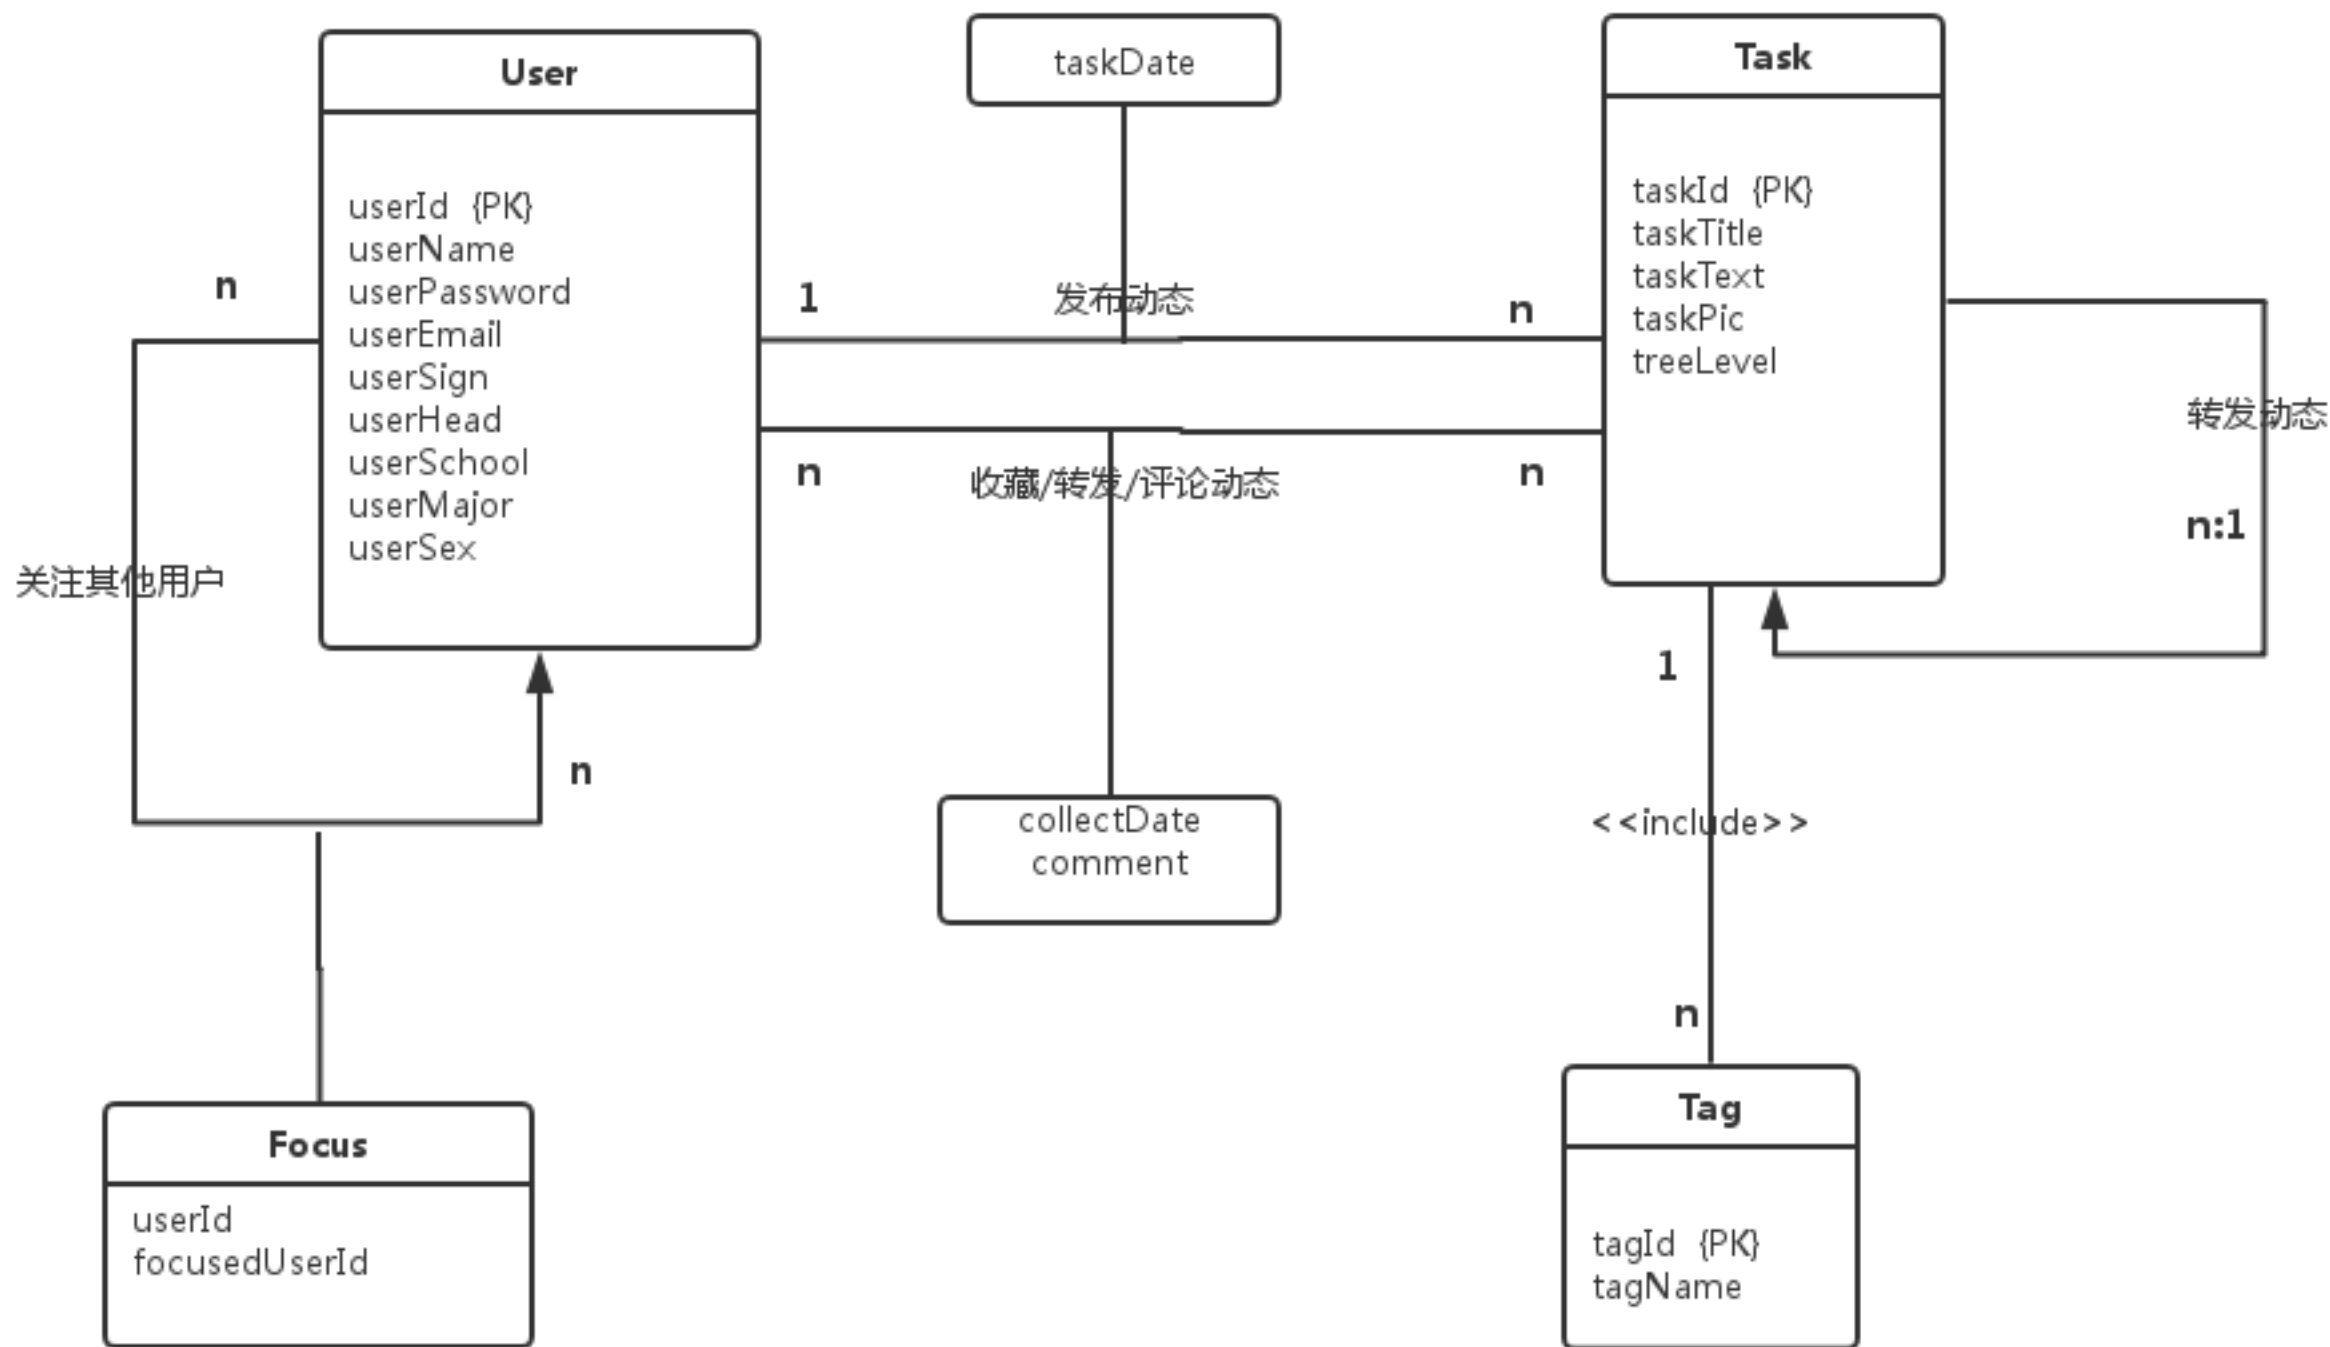 User
userId {PK}
userName
userPassword
userEmail
userSign
userHead
userSchool
userMajor
userSex
taskDate
Task
taskId {PK}
taskTitle
taskText
taskPic
treeLevel
n
1
发布动态
n
n
收藏/转发/评论动态
n
转发动态
n:1
关注其他用户
n
collectDate
comment
1
<<include>>
n
Focus
userId
focusedUserId
Tag
tagId {PK}
tagName